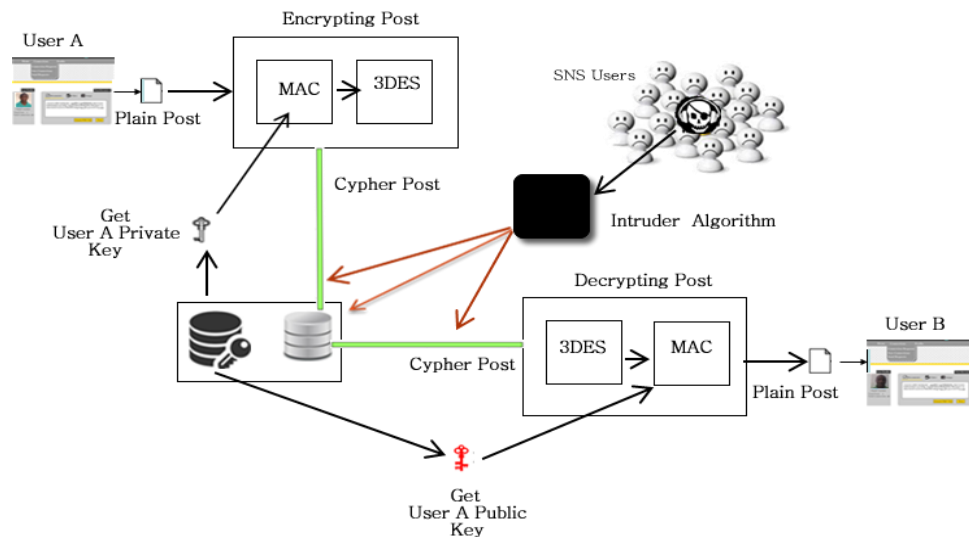 Encrypting Post
User A
MAC
3DES
SNS Users
Plain Post
Cypher Post
Intruder Algorithm
Get
User A Private
Key
Decrypting Post
User B
3DES
MAC
Cypher Post
Plain Post
Get
User A Public
Key